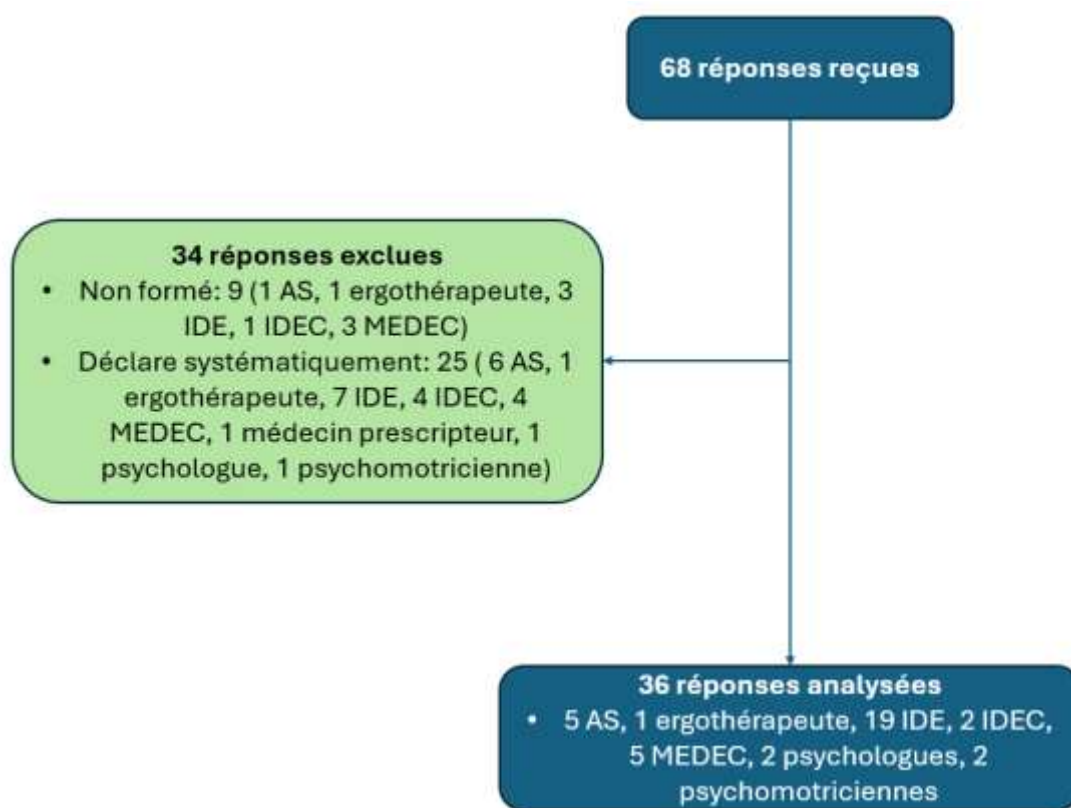 68 réponses reçues
34 réponses exclues
• Non formé: 9 (1 AS, 1 ergothérapeute, 3
IDE, 1 IDEC, 3 MEDEC)
• Déclare systématiquement: 25 ( 6 AS, 1
ergothérapeute, 7 IDE, 4 IDEC, 4
MEDEC, 1 médecin prescripteur, 1
psychologue, 1 psychomotricienne)
36 réponses analysées
• 5 AS, 1 ergothérapeute, 19 IDE, 2 IDEC,
5 MEDEC, 2 psychologues, 2
psychomotriciennes